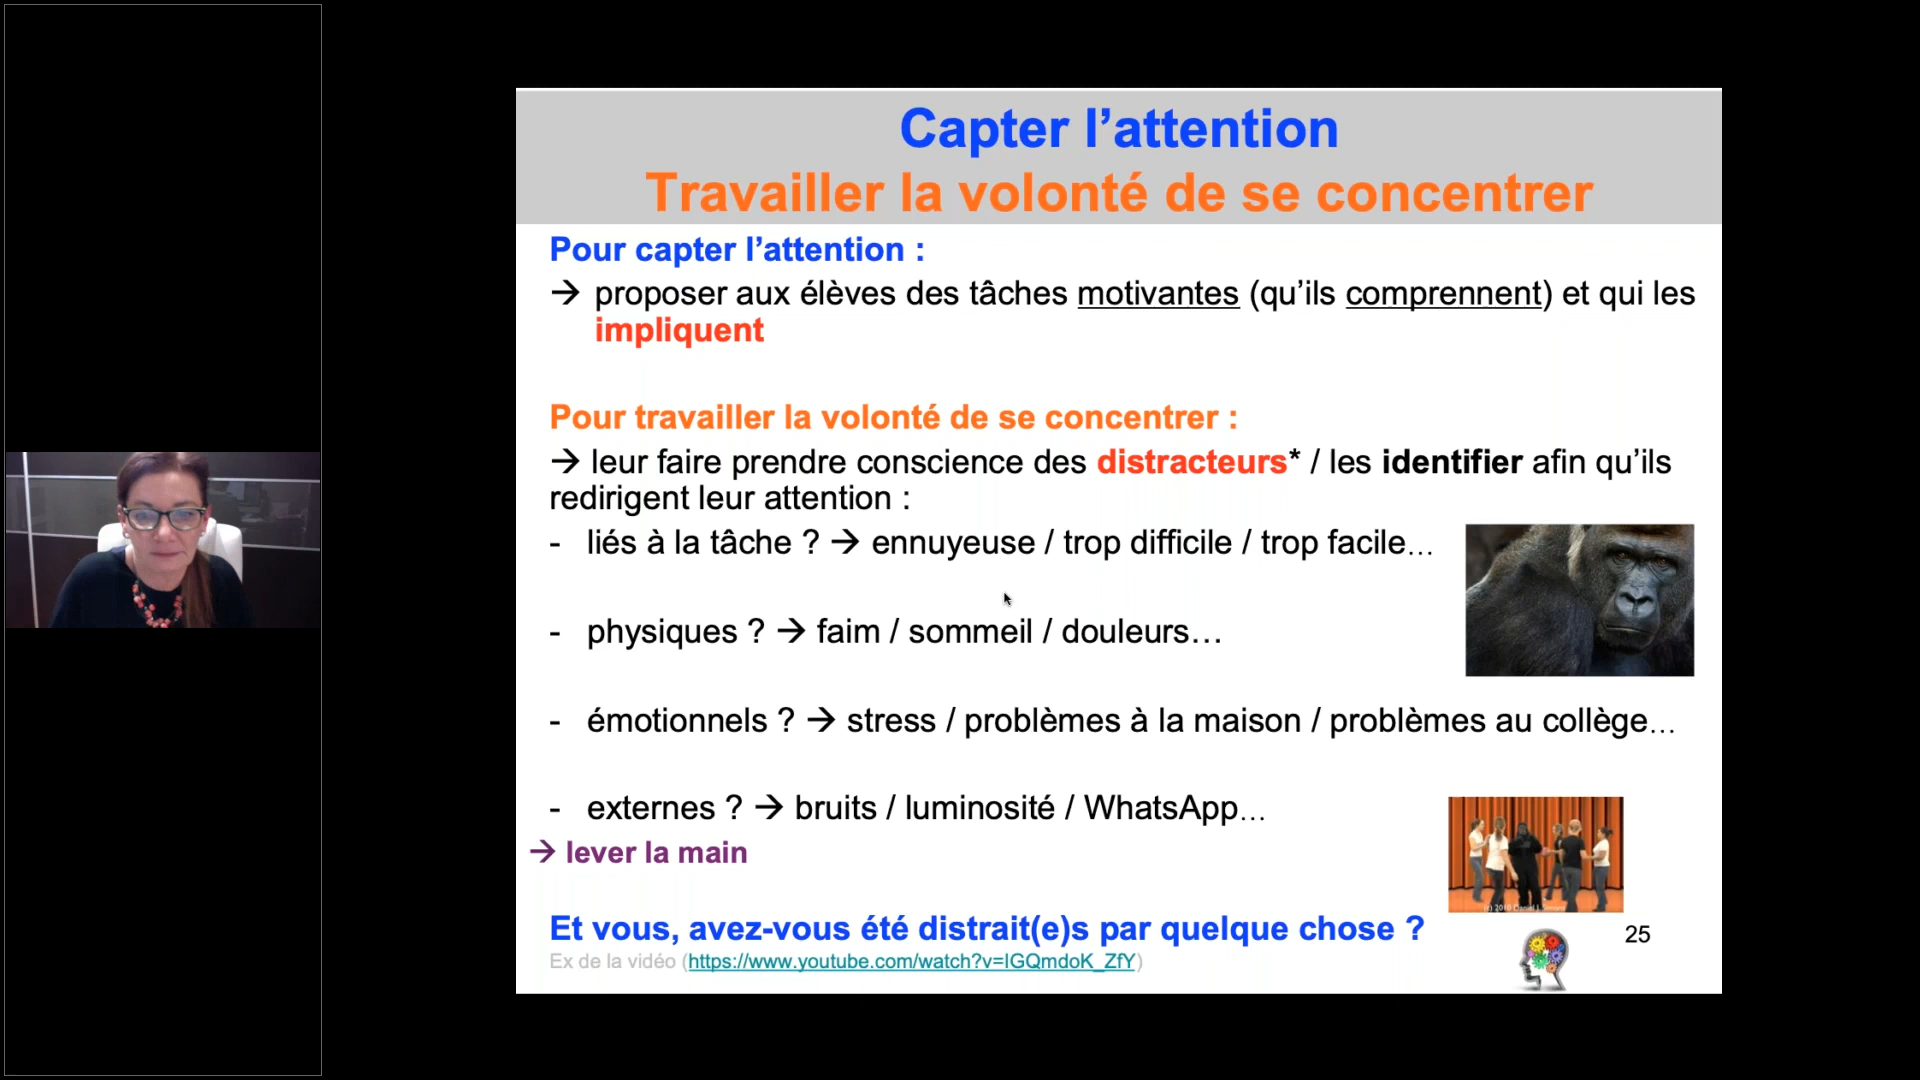 Capter l’attention
Travailler la volonté de se concentrer
Pour capter l’attention :
→ proposer aux élèves des tâches motivantes (qu’ils comprennent) et qui les
impliquent
Pour travailler la volonté de se concentrer :
→ leur faire prendre conscience des distracteurs* / les identifier afin qu’ils
redirigent leur attention :
- liés à la tâche ? → ennuyeuse / trop difficile / trop facile…
- physiques ? → faim / sommeil / douleurs…
- émotionnels ? → stress / problèmes à la maison / problèmes au collège…
- externes ? → bruits / luminosité / WhatsApp…
→ lever la main
Et vous, avez-vous été distrait(e)s par quelque chose ?
25
Ex de la vidéo (https://www.youtube.com/watch?v=IGQmdoK_ZfY)